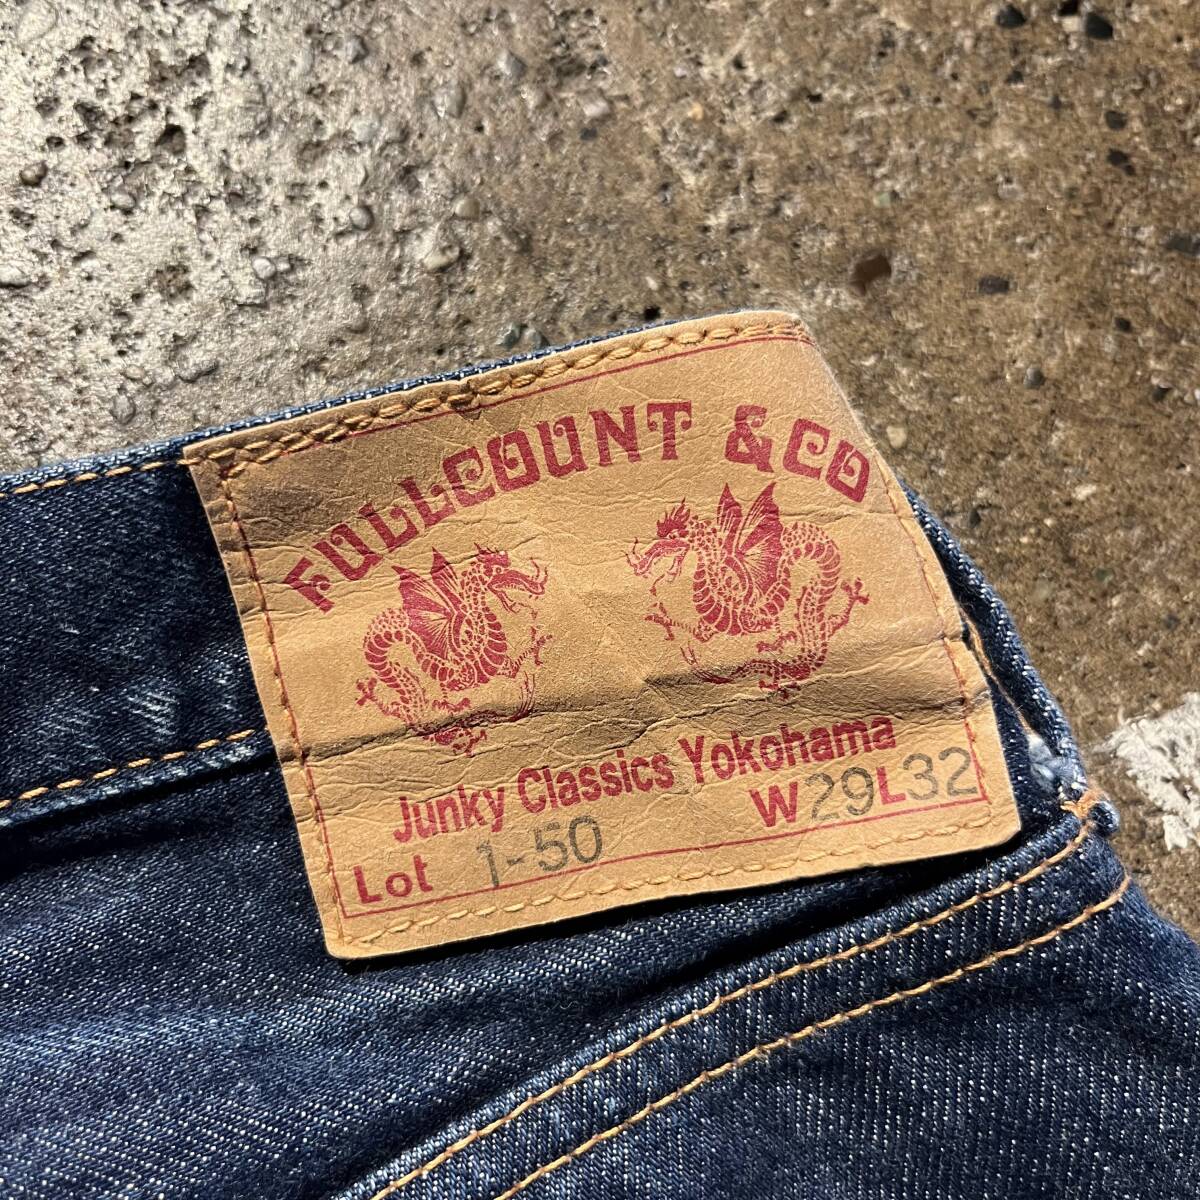 FULLCOUNT & CO
Junky Classics Yokohama
Lot 1-50 W29L32